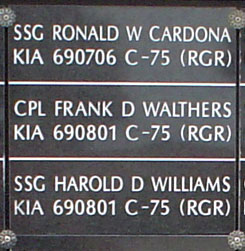 SSG RONALD W CARDONA
KIA 690706 C-75 (RGR)
CPL FRANK D WALTHERS
KIA 690801 C-75 (RGR)
SSG HAROLD D WILLIAMS
KIA 690801 C-75 (RGR)